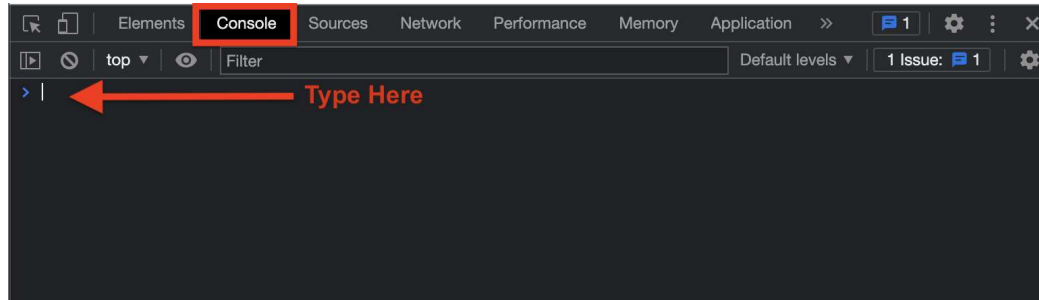 Elements Console Sources Network Performance Memory Application » 1
top ▼ Filter Default levels ▼ 1 Issue: 1
> Type Here